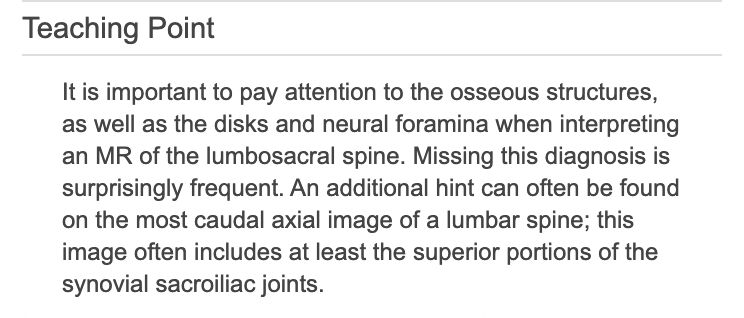 Teaching Point
It is important to pay attention to the osseous structures,
as well as the disks and neural foramina when interpreting
an MR of the lumbosacral spine. Missing this diagnosis is
surprisingly frequent. An additional hint can often be found
on the most caudal axial image of a lumbar spine; this
image often includes at least the superior portions of the
synovial sacroiliac joints.